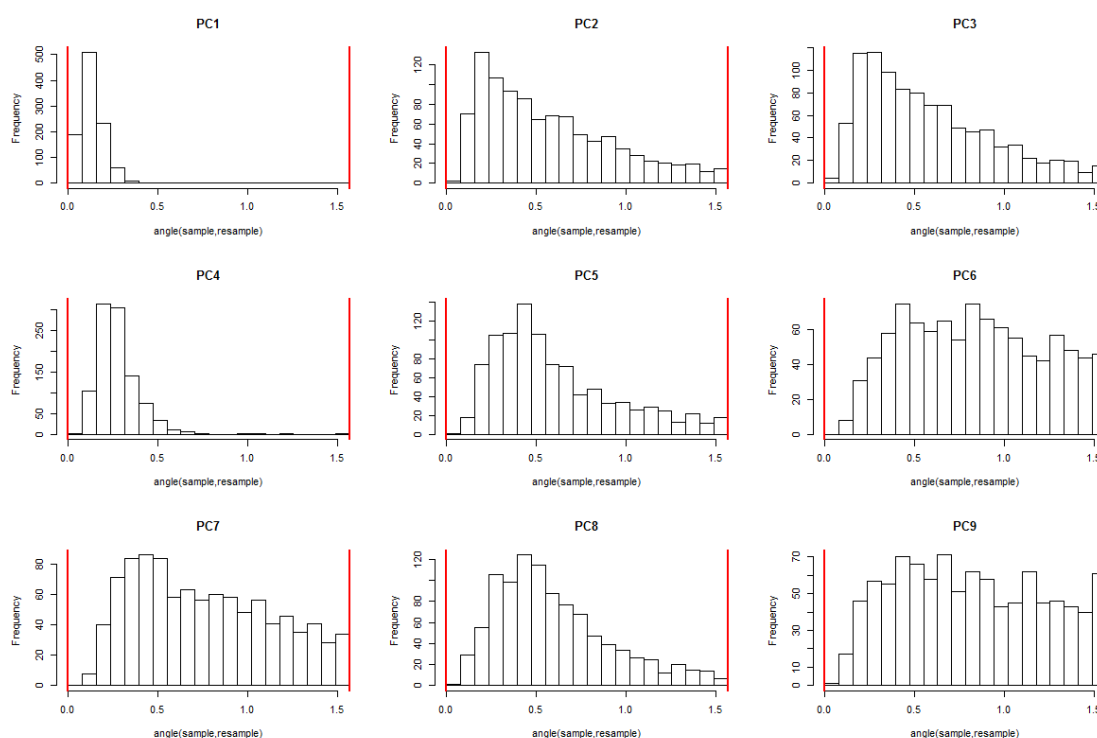 PC1
Frequency
0 100 200 300 400 500
0.0 0.5 1.0 1.5
angle(sample,resample)
PC2
Frequency
0 20 40 60 80 120
0.0 0.5 1.0 1.5
angle(sample,resample)
PC3
Frequency
0 20 40 60 80 100
0.0 0.5 1.0 1.5
angle(sample,resample)
PC4
Frequency
0 50 150 250
0.0 0.5 1.0 1.5
angle(sample,resample)
PC5
Frequency
0 20 40 60 80 120
0.0 0.5 1.0 1.5
angle(sample,resample)
PC6
Frequency
0 20 40 60
0.0 0.5 1.0 1.5
angle(sample,resample)
PC7
Frequency
0 20 40 60 80
0.0 0.5 1.0 1.5
angle(sample,resample)
PC8
Frequency
0 20 40 60 80 120
0.0 0.5 1.0 1.5
angle(sample,resample)
PC9
Frequency
0 10 30 50 70
0.0 0.5 1.0 1.5
angle(sample,resample)